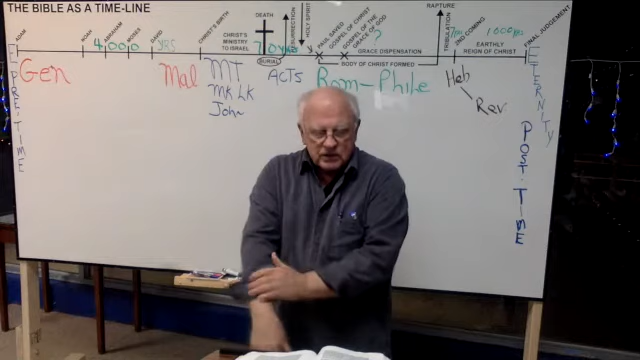 THE BIBLE AS A TIME-LINE
ADAM
NOAH
ABRAHAM
MOSES
DAVID
CHRIST'S BIRTH
CHRIST'S
MINISTRY
TO ISRAEL
DEATH
BURIAL
RESURRECTION
HOLY SPIRIT
PAUL SAVED
GOSPEL OF CHRIST
GOSPEL OF THE
GRACE OF GOD
?
GRACE DISPENSATION
BODY OF CHRIST FORMED
RAPTURE
TRIBULATION
2ND COMING
EARTHLY
REIGN OF CHRIST
FINAL JUDGEMENT
4,000 yrs
1000 yrs
PRE-TIME
Gen
Mal
MT
MK LK
John
ACTS
Rom - Phile
Heb
Rev.
ETERNITY
POST-TIME